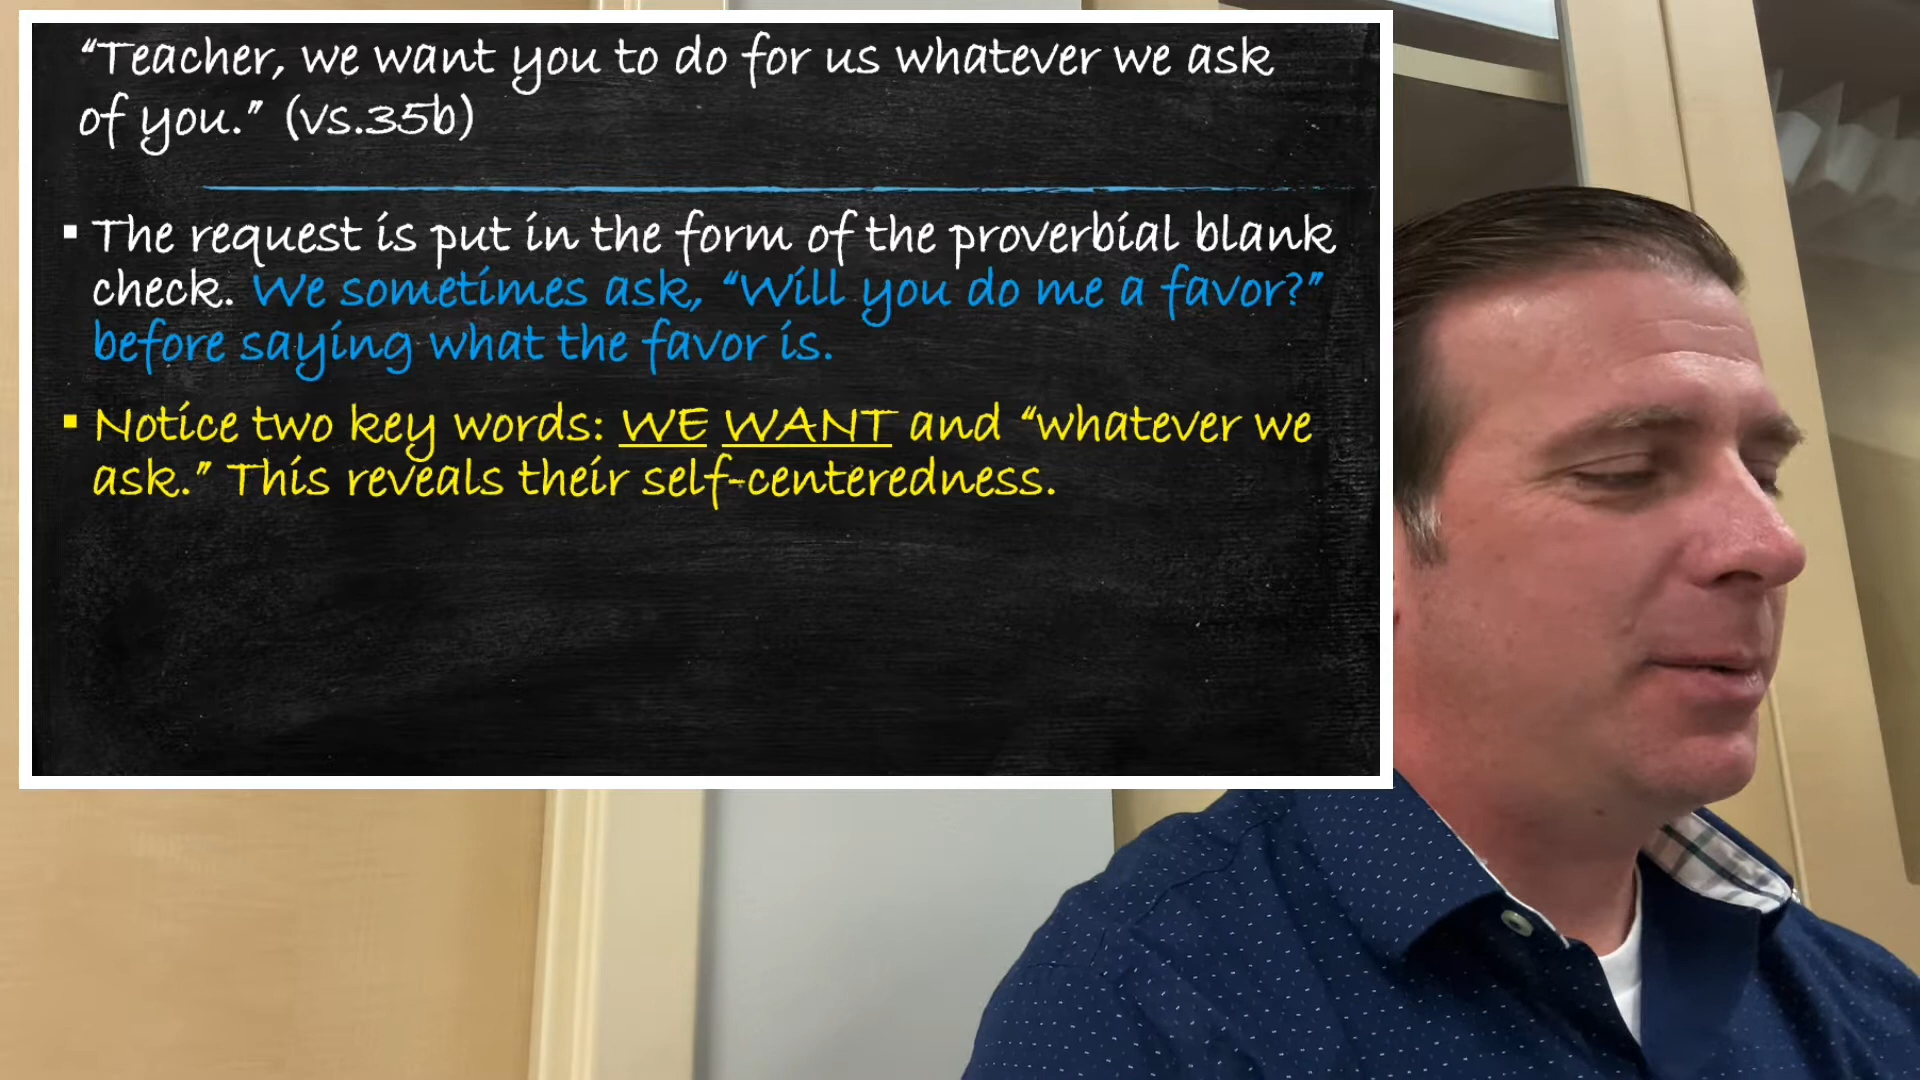 “Teacher, we want you to do for us whatever we ask
of you.” (vs.35b)
▪ The request is put in the form of the proverbial blank
check. We sometimes ask, “Will you do me a favor?”
before saying what the favor is.
▪ Notice two key words: WE WANT and “whatever we
ask.” This reveals their self-centeredness.